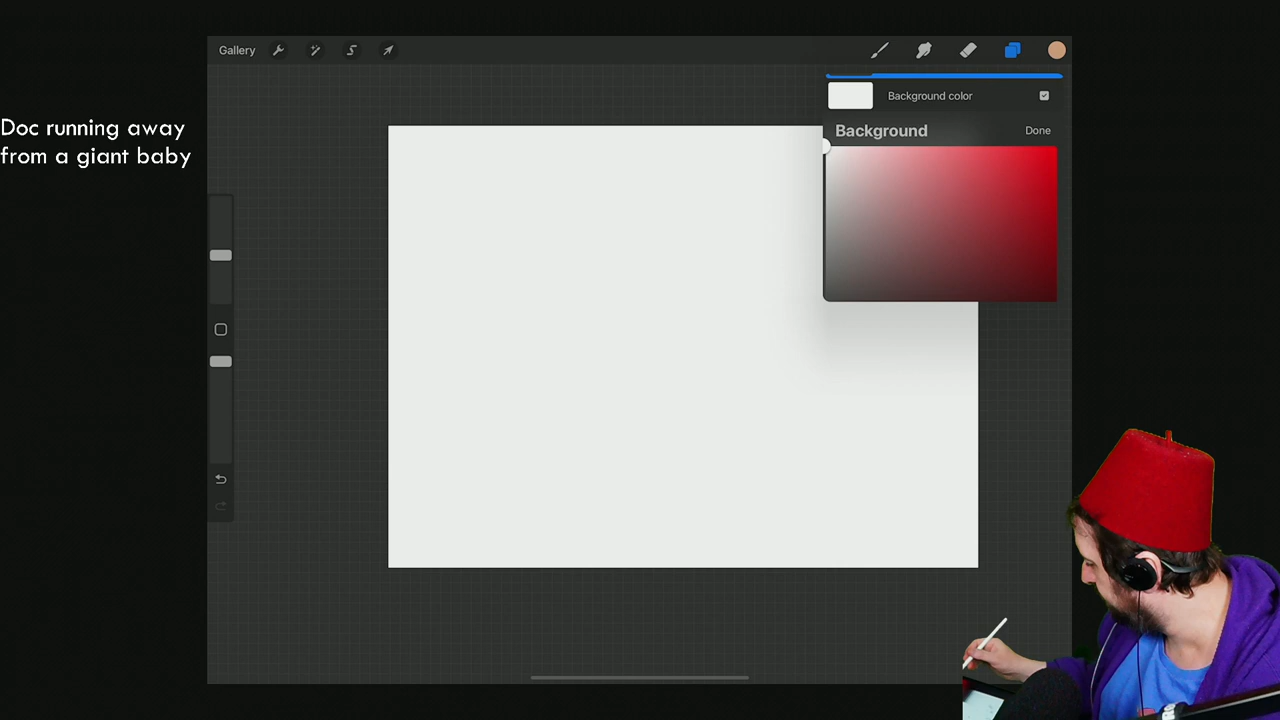 Gallery
Background color
Background
Done
Doc running away
from a giant baby